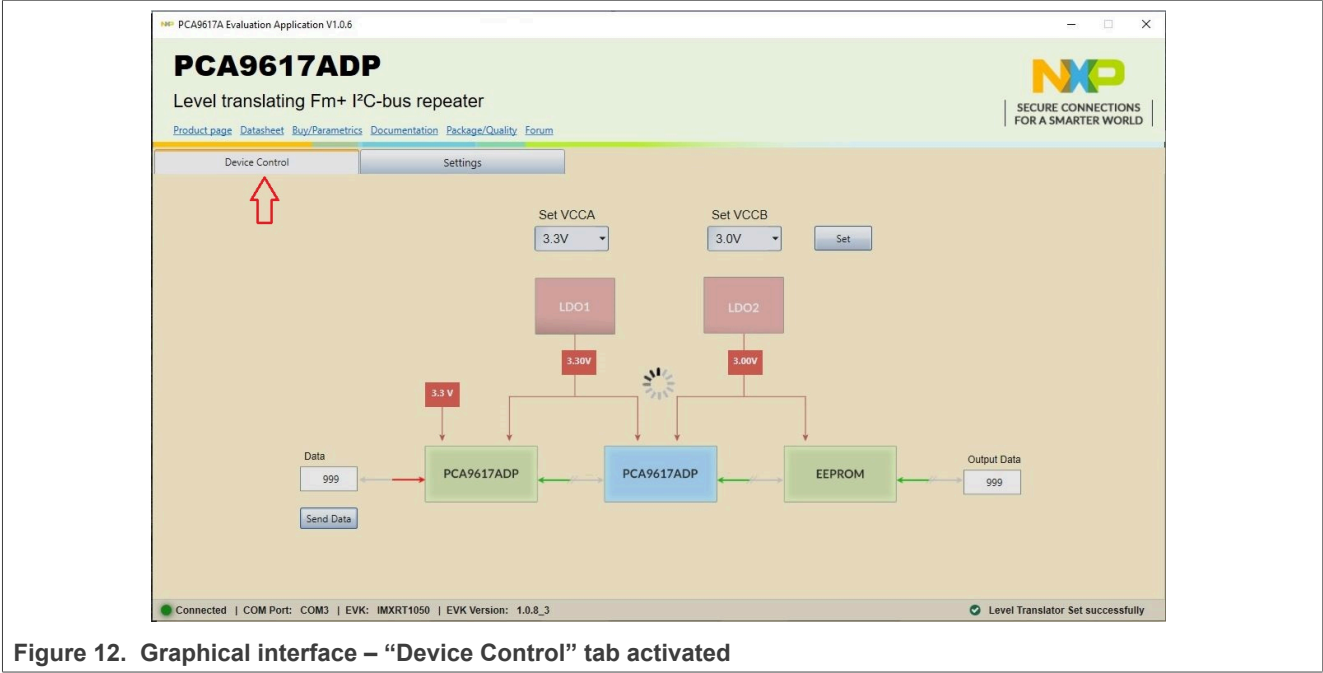 PCA9617A Evaluation Application V1.0.6
PCA9617ADP
Level translating Fm+ I²C-bus repeater
Product page Datasheet Buy/Parametrics Documentation Package/Quality Forum
NXP
SECURE CONNECTIONS
FOR A SMARTER WORLD
Device Control Settings
Set VCCA Set VCCB
3.3V 3.0V Set
LDO1 LDO2
3.30V 3.00V
3.3 V
Data Output Data
999 PCA9617ADP PCA9617ADP EEPROM 999
Send Data
Connected | COM Port: COM3 | EVK: IMXRT1050 | EVK Version: 1.0.8_3 Level Translator Set successfully
Figure 12. Graphical interface – “Device Control” tab activated